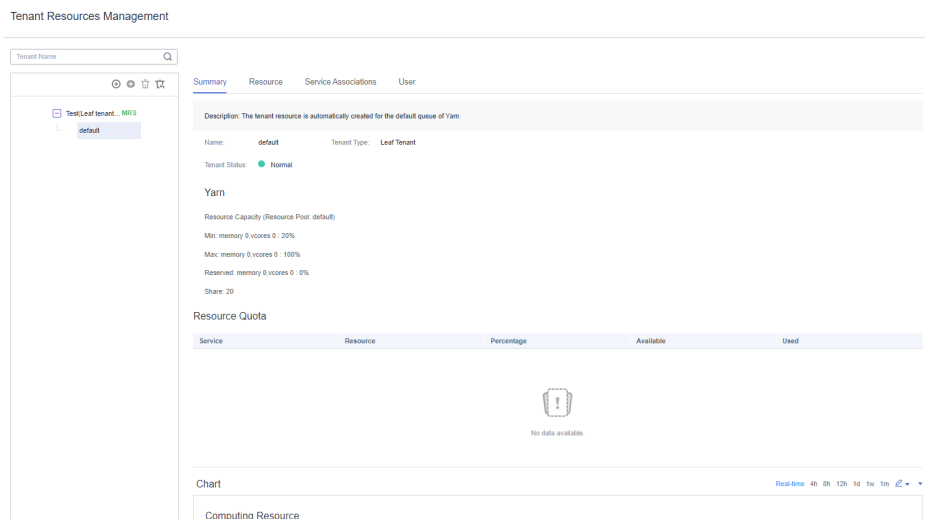 Tenant Resources Management
Tenant Name
Summary Resource Service Associations User
Test(Leaf tenant... MRS
default
Description: The tenant resource is automatically created for the default queue of Yarn.
Name: default Tenant Type: Leaf Tenant
Tenant Status: Normal
Yarn
Resource Capacity (Resource Pool: default)
Min: memory 0,vcores 0 : 20%
Max: memory 0,vcores 0 : 100%
Reserved: memory 0,vcores 0 : 0%
Share: 20
Resource Quota
Service Resource Percentage Available Used
No data available.
Chart
Real-time 4h 8h 12h 1d 1w 1m
Computing Resource